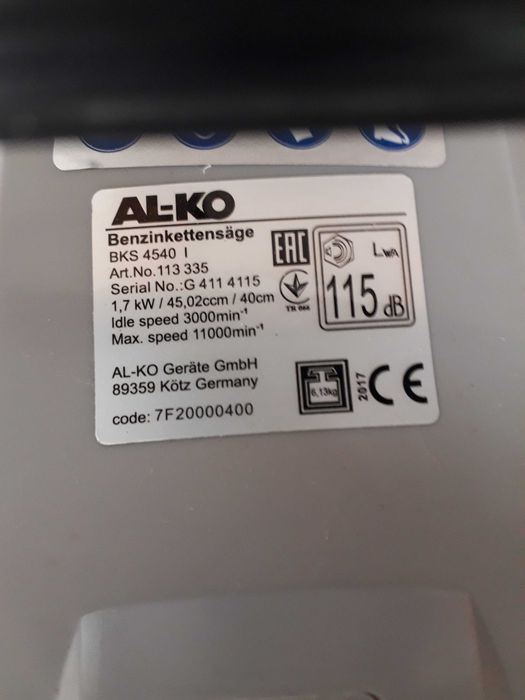 AL-KO
Benzinkettensäge
BKS 4540 I
Art.No.113 335
Serial No.:G 411 4115
1,7 kW / 45,02ccm / 40cm
Idle speed 3000min⁻¹
Max. speed 11000min⁻¹
EAC
TR 066
LWA
115 dB
AL-KO Geräte GmbH
89359 Kötz Germany
code: 7F20000400
6,13kg
2017
CE